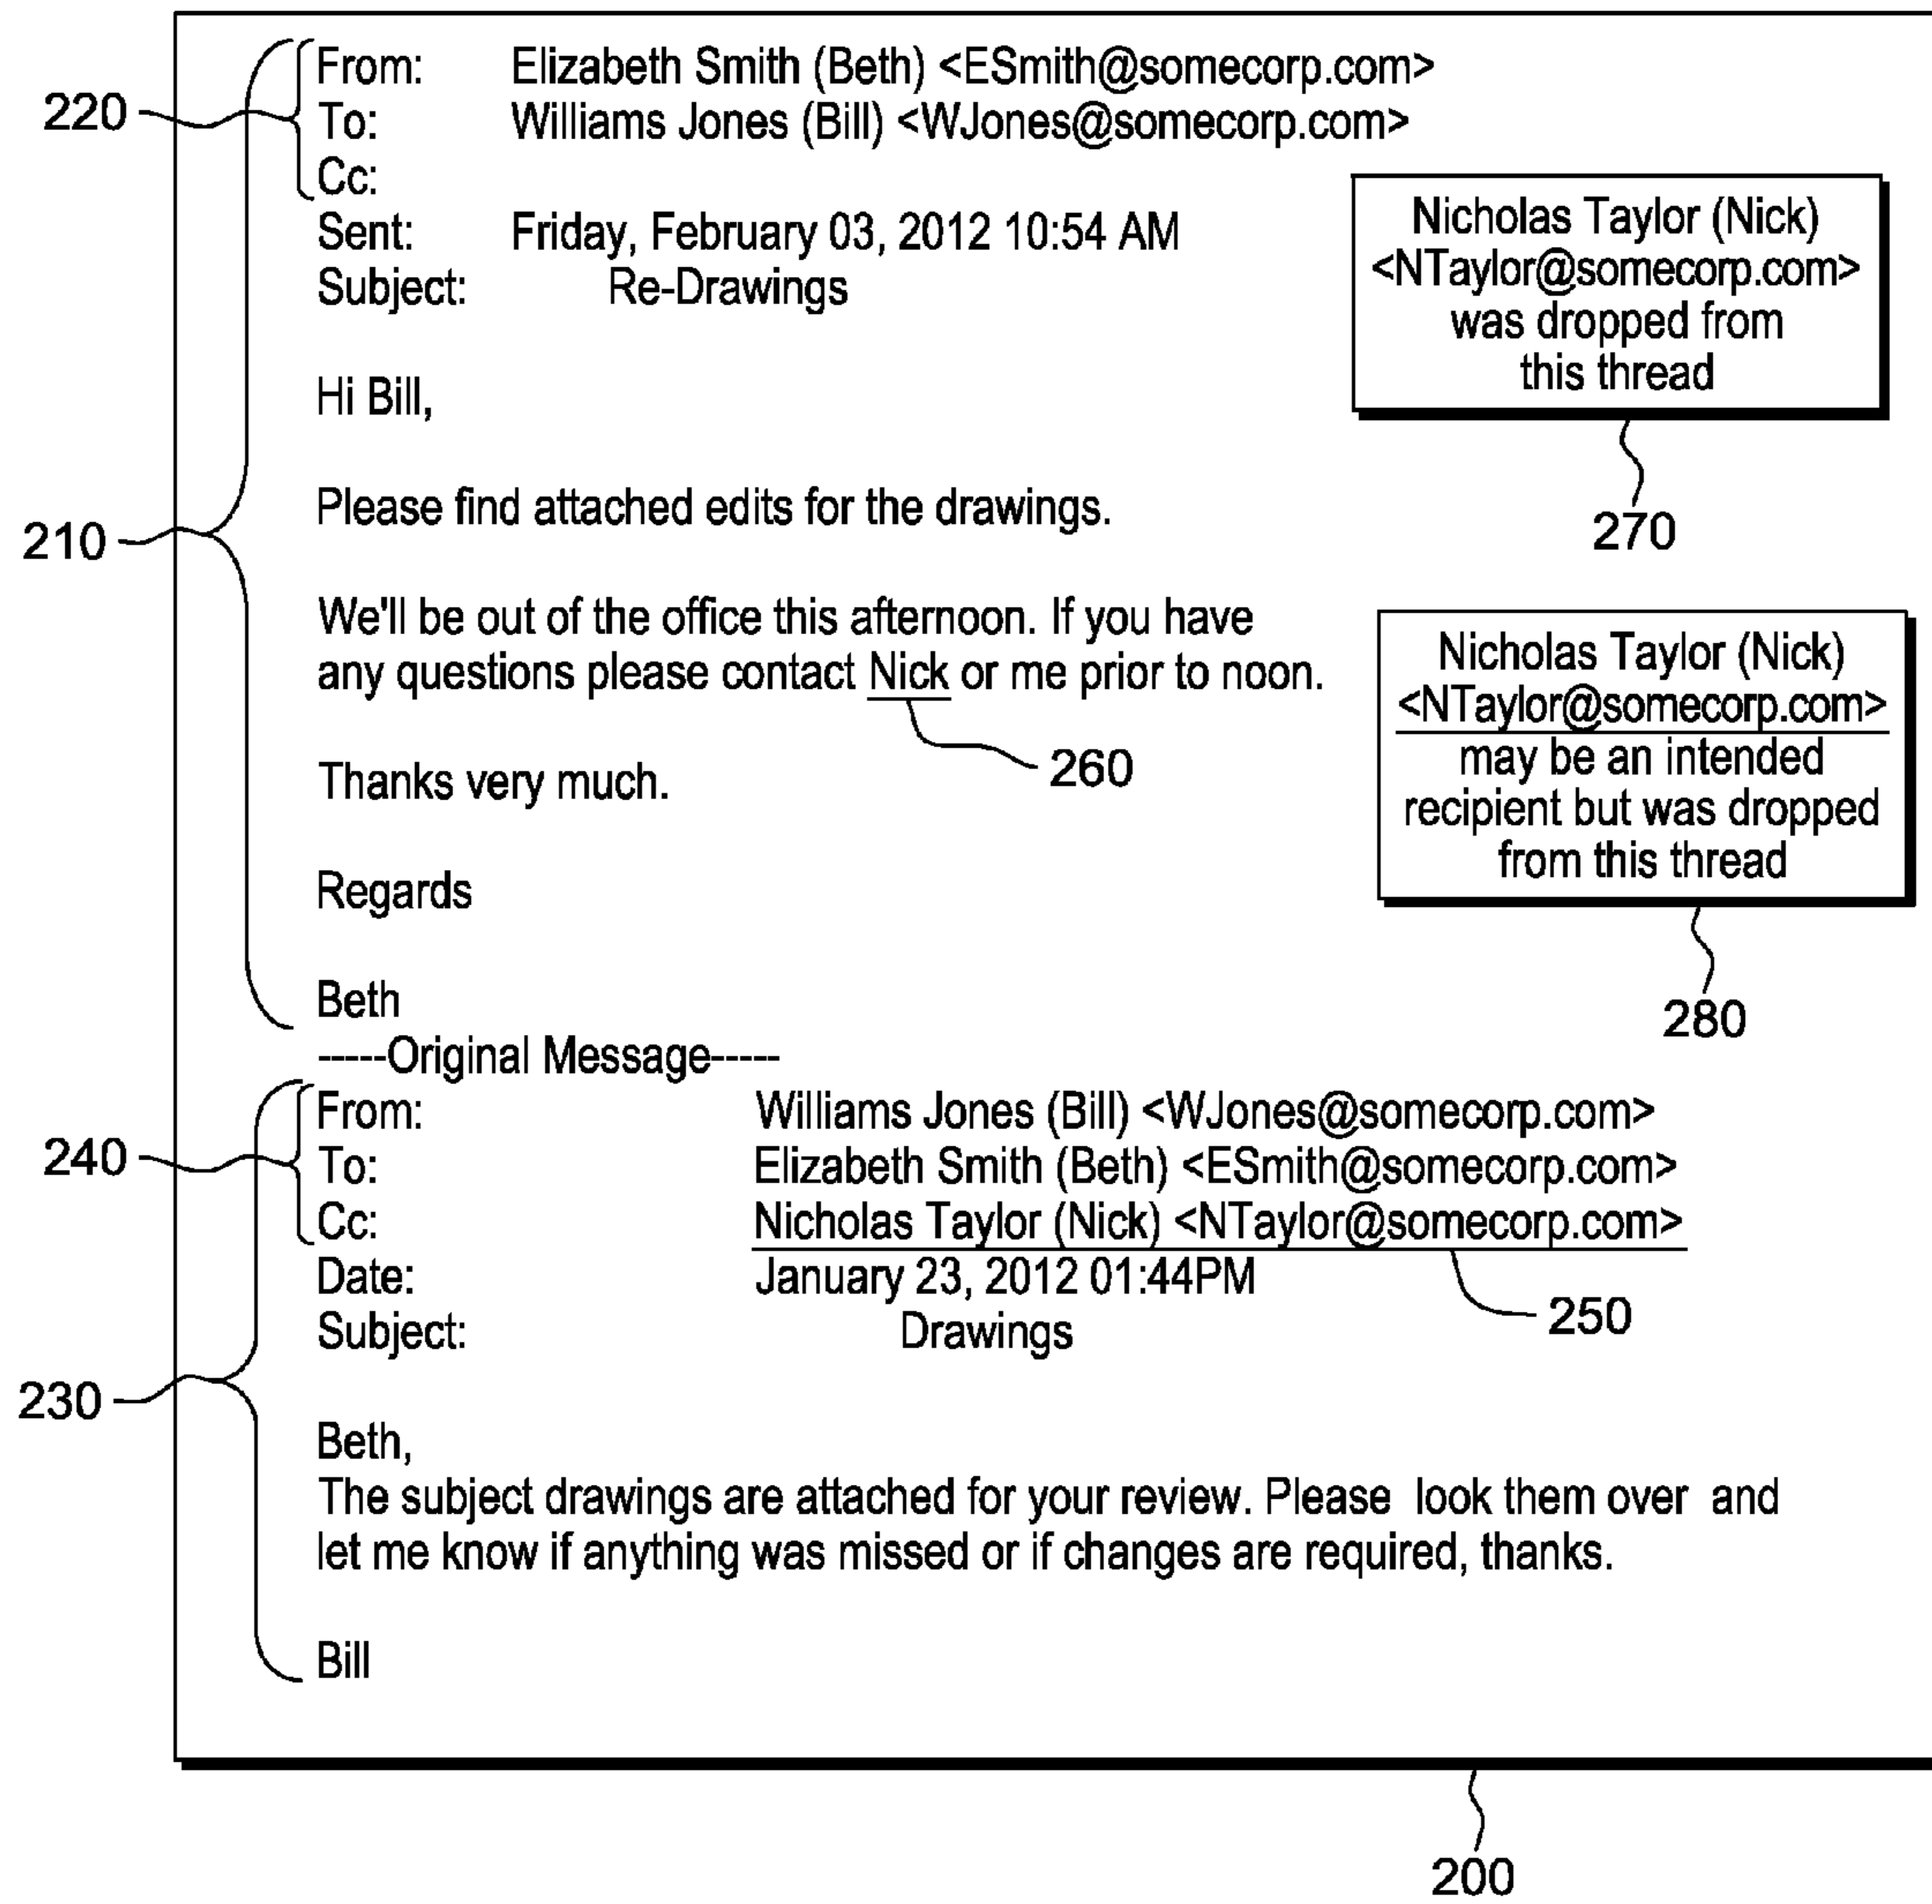 From: Elizabeth Smith (Beth) <ESmith@somecorp.com>
220
To: Williams Jones (Bill) <WJones@somecorp.com>
Cc:
Sent: Friday, February 03, 2012 10:54 AM
Subject: Re-Drawings
Nicholas Taylor (Nick)
<NTaylor@somecorp.com>
was dropped from
this thread
270
Hi Bill,
Please find attached edits for the drawings.
210
We'll be out of the office this afternoon. If you have
any questions please contact Nick or me prior to noon.
260
Nicholas Taylor (Nick)
<NTaylor@somecorp.com>
may be an intended
recipient but was dropped
from this thread
280
Thanks very much.
Regards
Beth
-----Original Message-----
From: Williams Jones (Bill) <WJones@somecorp.com>
240
To: Elizabeth Smith (Beth) <ESmith@somecorp.com>
Cc: Nicholas Taylor (Nick) <NTaylor@somecorp.com>
Date: January 23, 2012 01:44PM
250
Subject: Drawings
230
Beth,
The subject drawings are attached for your review. Please look them over and
let me know if anything was missed or if changes are required, thanks.
Bill
200